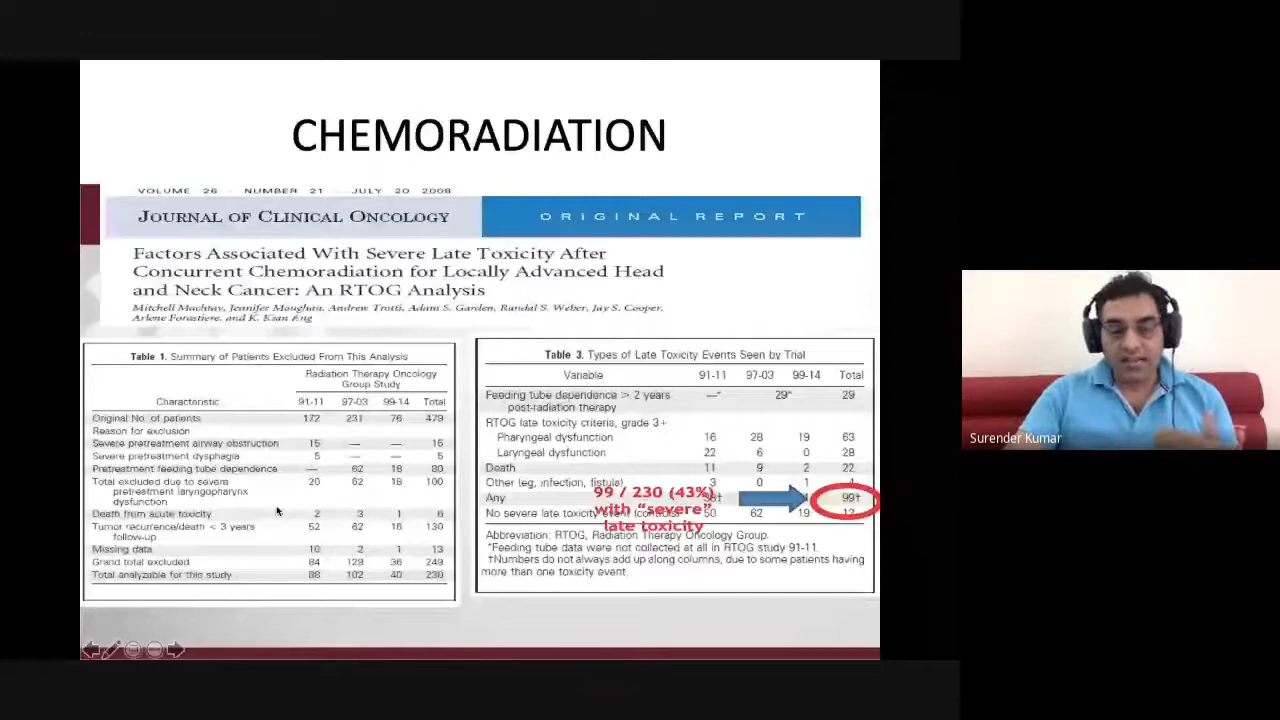 CHEMORADIATION
VOLUME 26 · NUMBER 21 · JULY 20 2008
JOURNAL OF CLINICAL ONCOLOGY
ORIGINAL REPORT
Factors Associated With Severe Late Toxicity After
Concurrent Chemoradiation for Locally Advanced Head
and Neck Cancer: An RTOG Analysis
Mitchell Machtay, Jennifer Moughan, Andrew Trotti, Adam S. Garden, Randal S. Weber, Jay S. Cooper,
Arlene Forastiere, and K. Kian Ang
Table 1. Summary of Patients Excluded From This Analysis
Radiation Therapy Oncology
Group Study
Characteristic 91-11 97-03 99-14 Total
Original No. of patients 172 231 76 479
Reason for exclusion
Severe pretreatment airway obstruction 15 — — 15
Severe pretreatment dysphagia 5 — — 5
Pretreatment feeding tube dependence — 62 18 80
Total excluded due to severe 20 62 18 100
pretreatment laryngopharynx
dysfunction
Death from acute toxicity 2 3 1 6
Tumor recurrence/death < 3 years 52 62 16 130
follow-up
Missing data 10 2 1 13
Grand total excluded 84 129 36 249
Total analyzable for this study 88 102 40 230
Table 3. Types of Late Toxicity Events Seen by Trial
Variable 91-11 97-03 99-14 Total
Feeding tube dependence > 2 years —* 29* 29
post-radiation therapy
RTOG late toxicity criteria, grade 3+
Pharyngeal dysfunction 16 28 19 63
Laryngeal dysfunction 22 6 0 28
Death 11 9 2 22
Other (eg, infection, fistula) 3 0 1 4
Any 99†
No severe late toxicity event (controls) 50 62 19
99 / 230 (43%)
with "severe"
late toxicity
Abbreviation: RTOG, Radiation Therapy Oncology Group.
*Feeding tube data were not collected at all in RTOG study 91-11.
†Numbers do not always add up along columns, due to some patients having
more than one toxicity event.
Surender Kumar